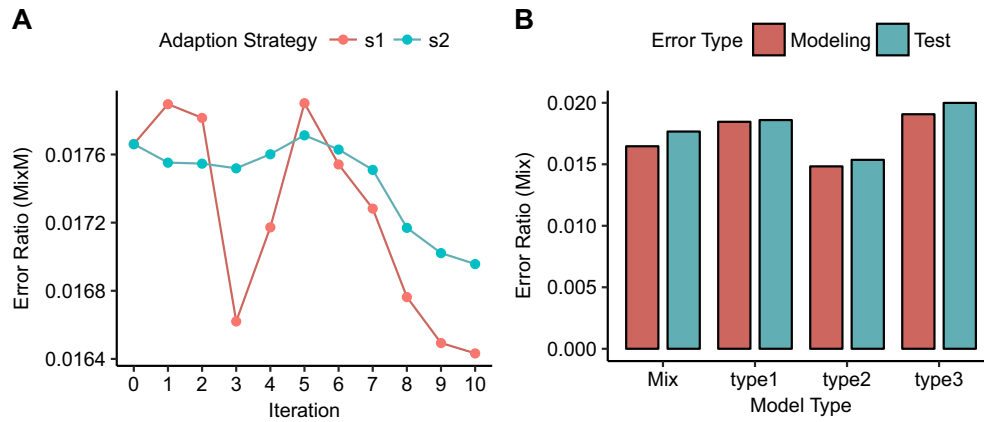 A
Adaption Strategy s1 s2
Error Ratio (MixM)
0.0176
0.0172
0.0168
0.0164
0 1 2 3 4 5 6 7 8 9 10
Iteration
B
Error Type Modeling Test
Error Ratio (Mix)
0.020
0.015
0.010
0.005
0.000
Mix type1 type2 type3
Model Type